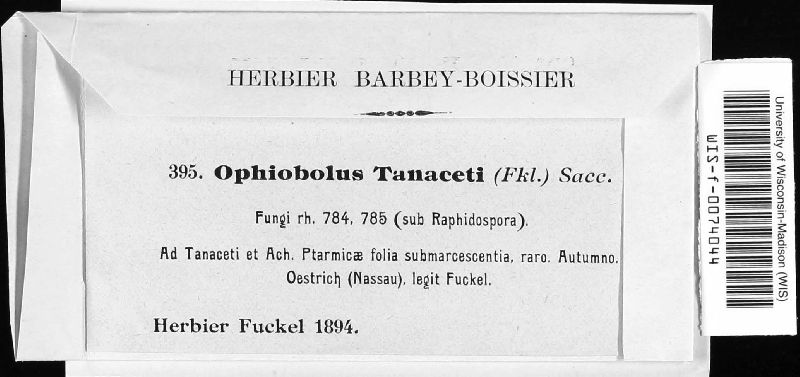 HERBIER BARBEY-BOISSIER
395. Ophiobolus Tanaceti (Fkl.) Sacc.
Fungi rh. 784, 785 (sub Raphidospora).
Ad Tanaceti et Ach. Ptarmicæ folia submarcescentia, raro. Autumno.
Oestrich (Nassau), legit Fuckel.
Herbier Fuckel 1894.
University of Wisconsin-Madison (WIS)
WIS-f-0074044